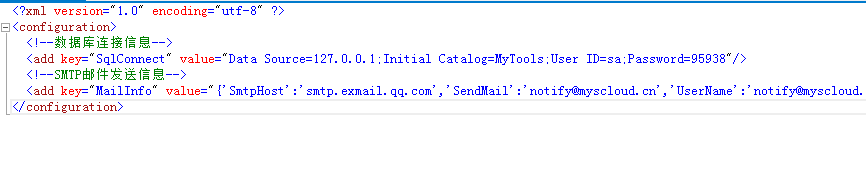 <?xml version="1.0" encoding="utf-8" ?>
<configuration>
<!--数据库连接信息-->
<add key="SqlConnect" value="Data Source=127.0.0.1;Initial Catalog=MyTools;User ID=sa;Password=95938"/>
<!--SMTP邮件发送信息-->
<add key="MailInfo" value="{'SmtpHost':'smtp.exmail.qq.com','SendMail':'notify@myscloud.cn','UserName':'notify@myscloud.
</configuration>